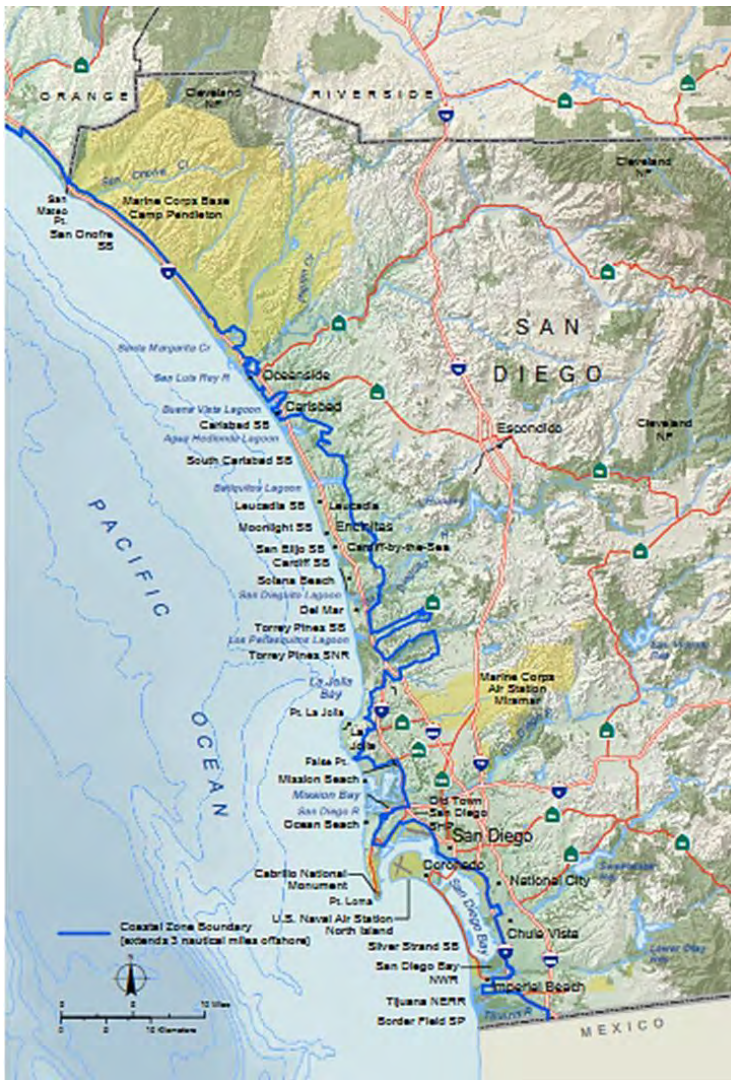 ORANGE
Cleveland
NF
RIVERSIDE
Cleveland
NF
San Onofre Cr
Marine Corps Base
Camp Pendleton
San
Mateo
Pt.
San Onofre
SB
SAN
DIEGO
Santa Margarita Cr
San Luis Rey R
Oceanside
Buena Vista Lagoon
Carlsbad
Carlsbad SB
Agua Hedionda Lagoon
Escondido
Cleveland
NF
South Carlsbad SB
Batiquitos Lagoon
Leucadia SB
Leucadia
Moonlight SB
Encinitas
San Elijo SB
Cardiff-by-the-Sea
Cardiff SB
Solana Beach
San Dieguito Lagoon
Del Mar
Torrey Pines SB
Los Peñasquitos Lagoon
Torrey Pines SNR
PACIFIC
OCEAN
La Jolla
Bay
Marine Corps
Air Station
Miramar
Pt. La Jolla
La
Jolla
False Pt.
Mission Beach
Mission Bay
San Diego R
Ocean Beach
Old Town
San Diego
SHP
San Diego
Coronado
National City
Cabrillo National
Monument
Pt. Loma
U.S. Naval Air Station
North Island
San Diego Bay
Chula Vista
Coastal Zone Boundary
(extends 3 nautical miles offshore)
Silver Strand SB
San Diego Bay
NWR
Imperial Beach
Tijuana NERR
Tijuana R
Border Field SP
MEXICO
N
0
10 Miles
0
10 Kilometers